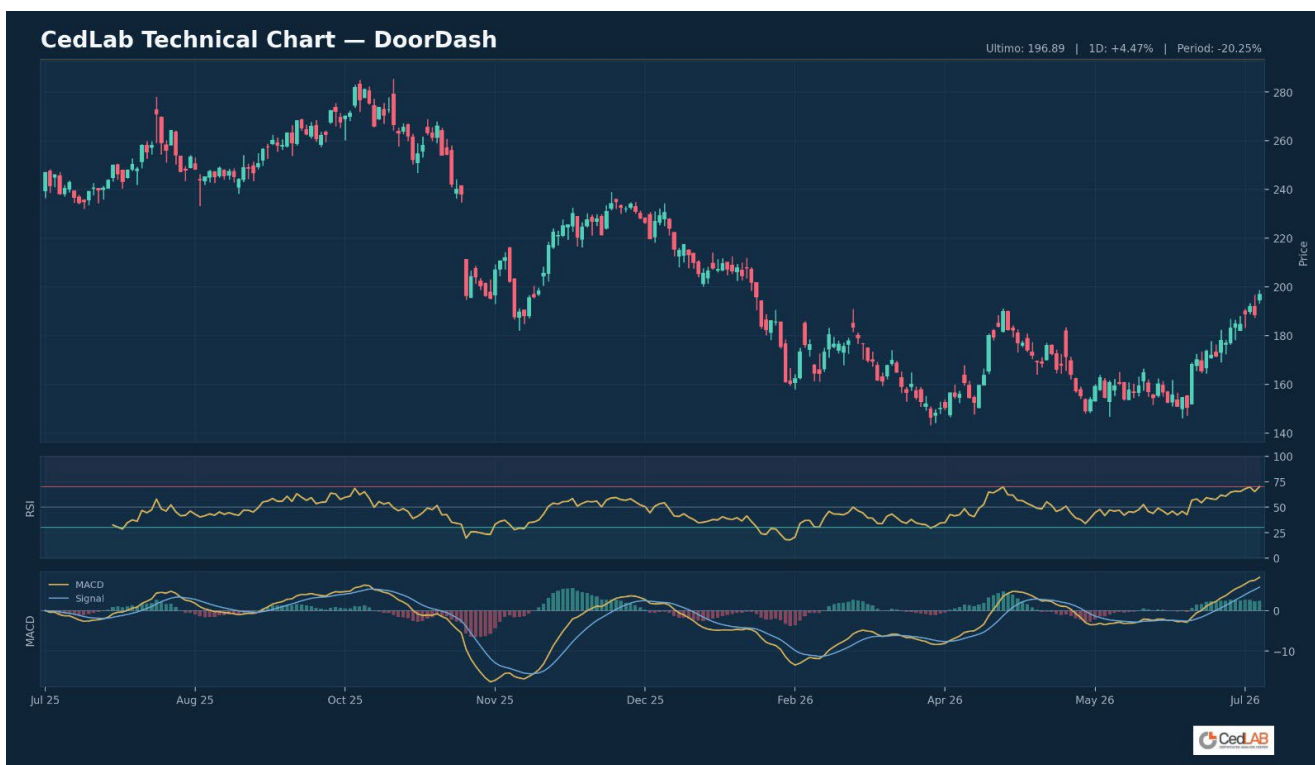 CedLab Technical Chart — DoorDash
Ultimo: 196.89 | 1D: +4.47% | Period: -20.25%
280
260
240
220
200
180
160
140
Price
100
75
50
25
0
RSI
MACD
Signal
0
−10
MACD
Jul 25 Aug 25 Oct 25 Nov 25 Dec 25 Feb 26 Apr 26 May 26 Jul 26
CedLAB